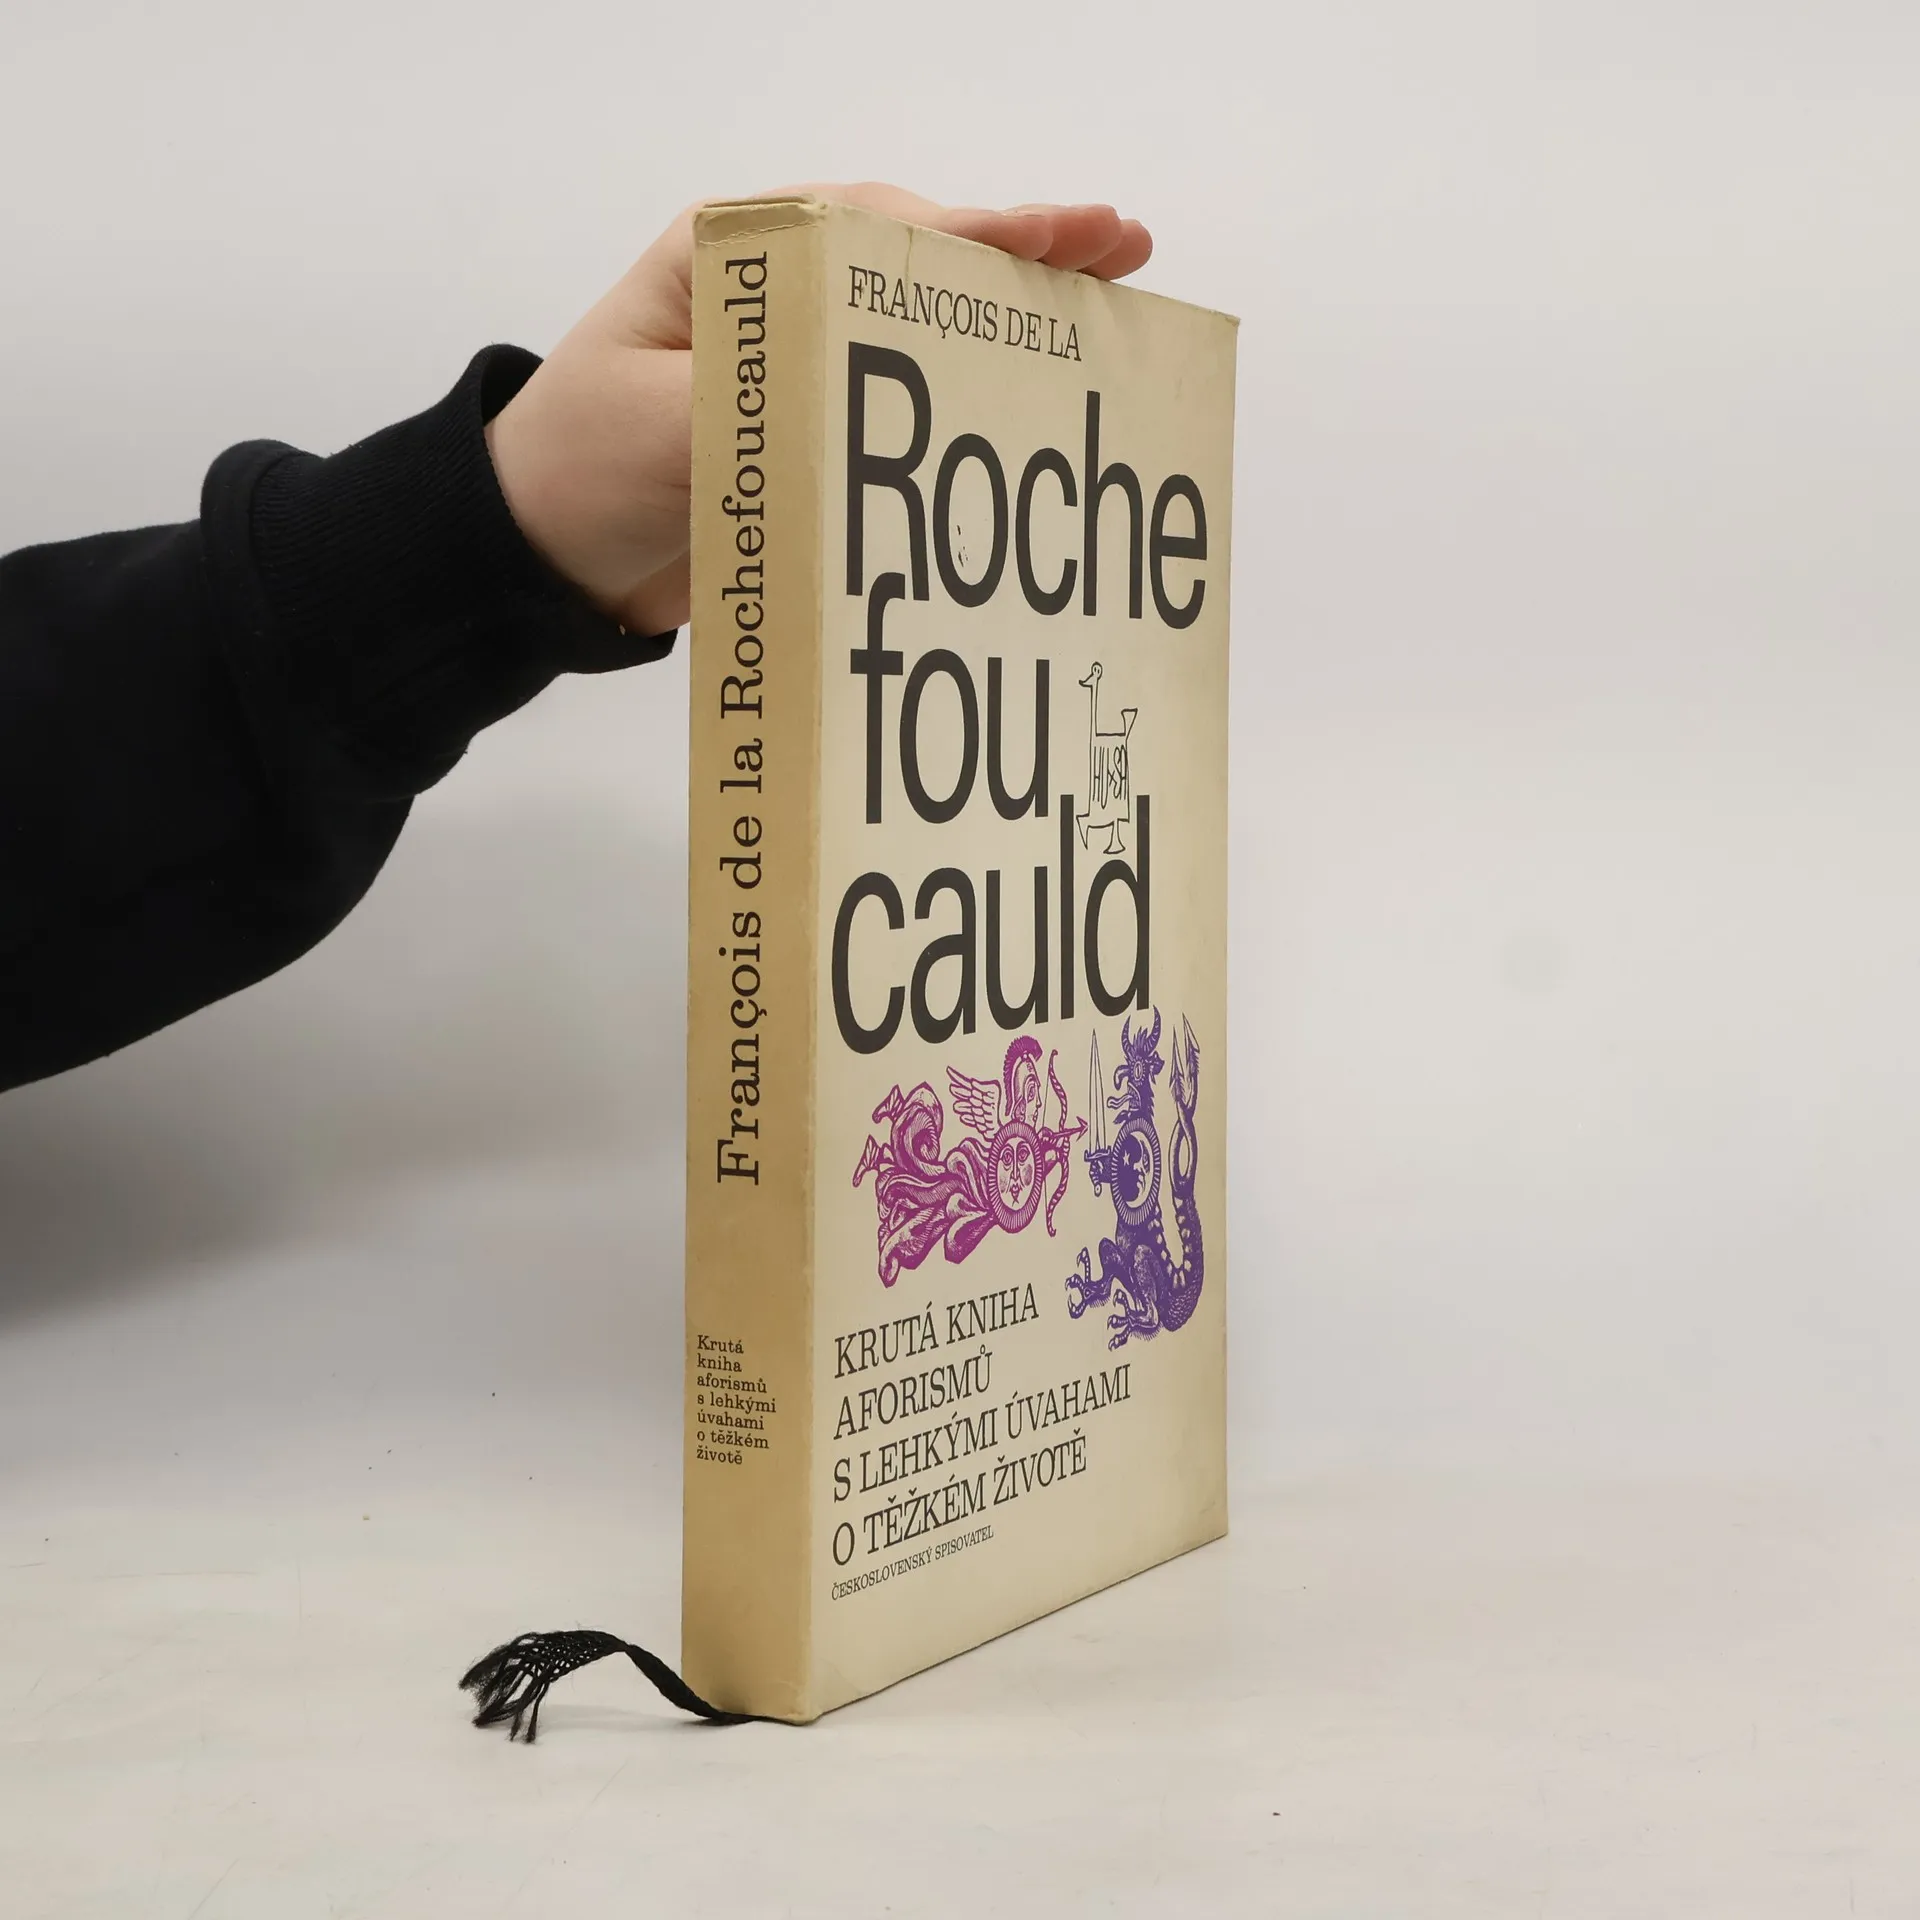 François de la Rochefoucauld
Krutá
kniha
aforismů
s lehkými
úvahami
o těžkém
životě
FRANÇOIS DE LA
Roche
fou
cauld
KRUTÁ KNIHA
AFORISMŮ
S LEHKÝMI ÚVAHAMI
O TĚŽKÉM ŽIVOTĚ
ČESKOSLOVENSKÝ SPISOVATEL